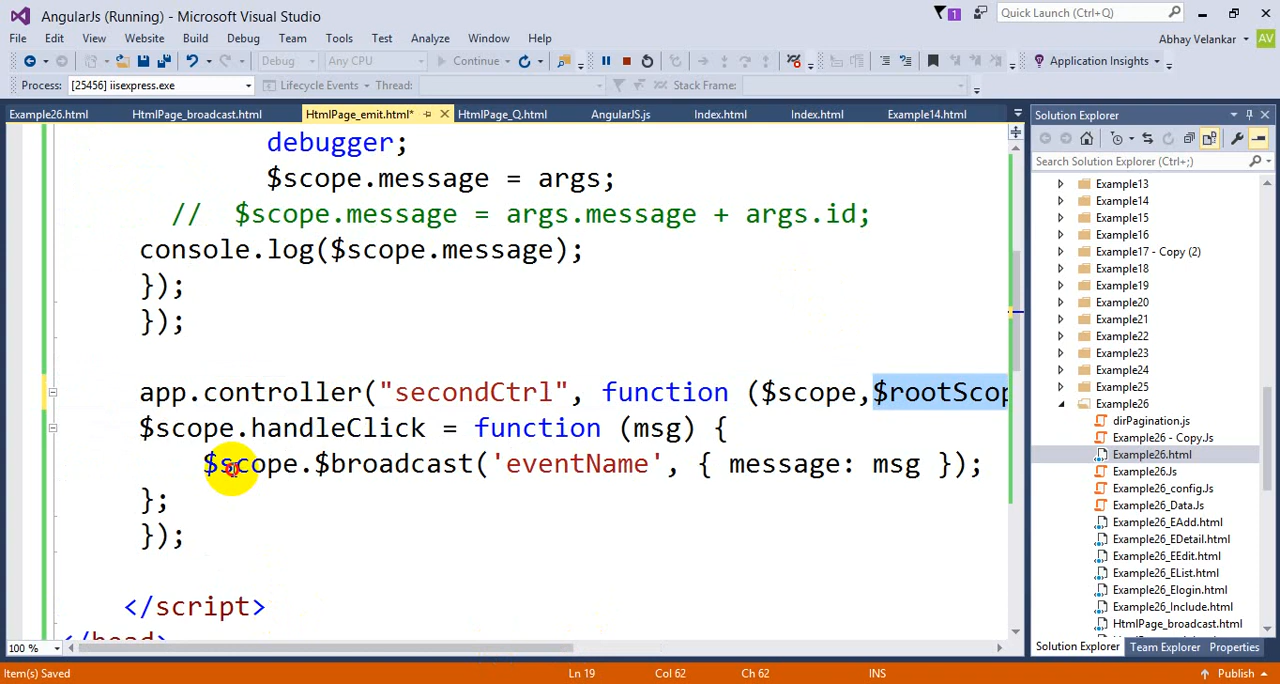 AngularJs (Running) - Microsoft Visual Studio
1
Quick Launch (Ctrl+Q)
File Edit View Website Build Debug Team Tools Test Analyze Window Help
Abhay Velankar AV
Debug Any CPU Continue Application Insights
Process: [25456] iisexpress.exe Lifecycle Events Thread: Stack Frame:
Example26.html HtmlPage_broadcast.html HtmlPage_emit.html* HtmlPage_Q.html AngularJS.js Index.html Index.html Example14.html
debugger;
$scope.message = args;
// $scope.message = args.message + args.id;
console.log($scope.message);
});
});
app.controller("secondCtrl", function ($scope,$rootScop
$scope.handleClick = function (msg) {
$scope.$broadcast('eventName', { message: msg });
};
});
</script>
</head>
100 %
Solution Explorer
Search Solution Explorer (Ctrl+;)
Example13
Example14
Example15
Example16
Example17 - Copy (2)
Example18
Example19
Example20
Example21
Example22
Example23
Example24
Example25
Example26
dirPagination.js
Example26 - Copy.Js
Example26.html
Example26.Js
Example26_config.Js
Example26_Data.Js
Example26_EAdd.html
Example26_EDetail.html
Example26_EEdit.html
Example26_EList.html
Example26_Elogin.html
Example26_Include.html
HtmlPage_broadcast.html
Solution Explorer Team Explorer Properties
Item(s) Saved Ln 19 Col 62 Ch 62 INS Publish